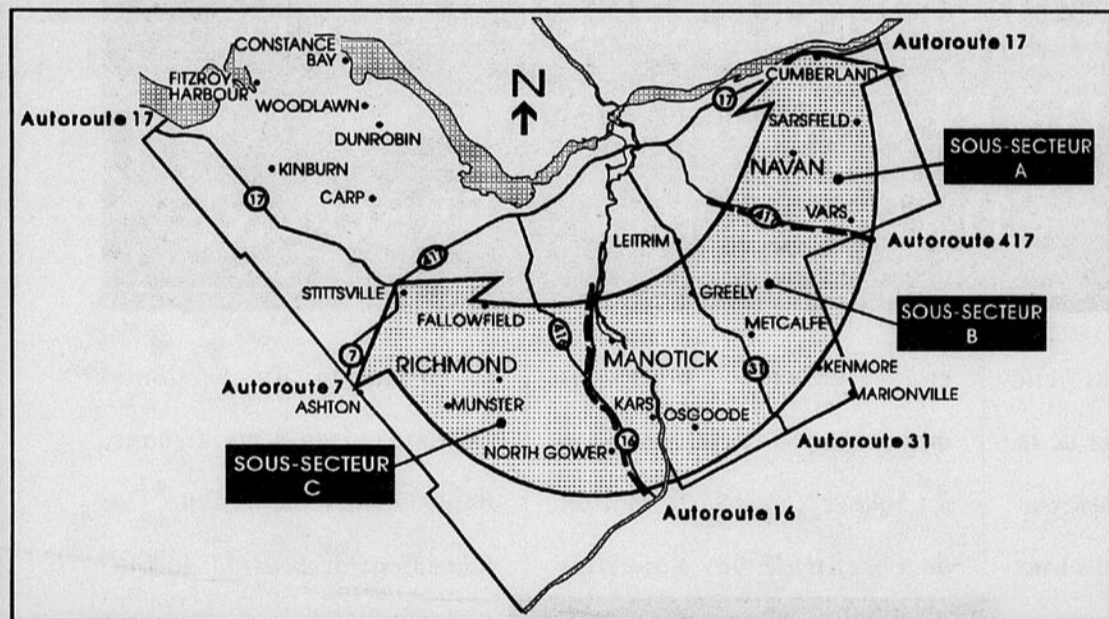 CONSTANCE
BAY
FITZROY
HARBOUR
WOODLAWN
DUNROBIN
Autoroute 17
KINBURN
CARP
17
N
Autoroute 17
CUMBERLAND
17
SARSFIELD
NAVAN
SOUS-SECTEUR
A
VARS
417
Autoroute 417
LEITRIM
GREELY
SOUS-SECTEUR
B
METCALFE
KENMORE
MARIONVILLE
31
Autoroute 31
417
STITTSVILLE
FALLOWFIELD
416
MANOTICK
RICHMOND
7
Autoroute 7
ASHTON
MUNSTER
KARS
OSGOODE
16
NORTH GOWER
SOUS-SECTEUR
C
Autoroute 16